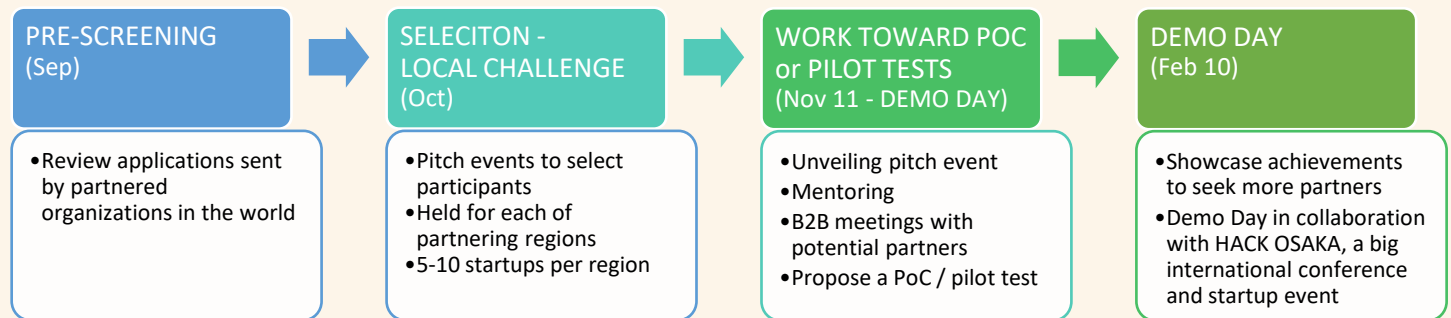 PRE-SCREENING
(Sep)
•Review applications sent
by partnered
organizations in the world
SELECITON -
LOCAL CHALLENGE
(Oct)
•Pitch events to select
participants
•Held for each of
partnering regions
•5-10 startups per region
WORK TOWARD POC
or PILOT TESTS
(Nov 11 - DEMO DAY)
•Unveiling pitch event
•Mentoring
•B2B meetings with
potential partners
•Propose a PoC / pilot test
DEMO DAY
(Feb 10)
•Showcase achievements
to seek more partners
•Demo Day in collaboration
with HACK OSAKA, a big
international conference
and startup event